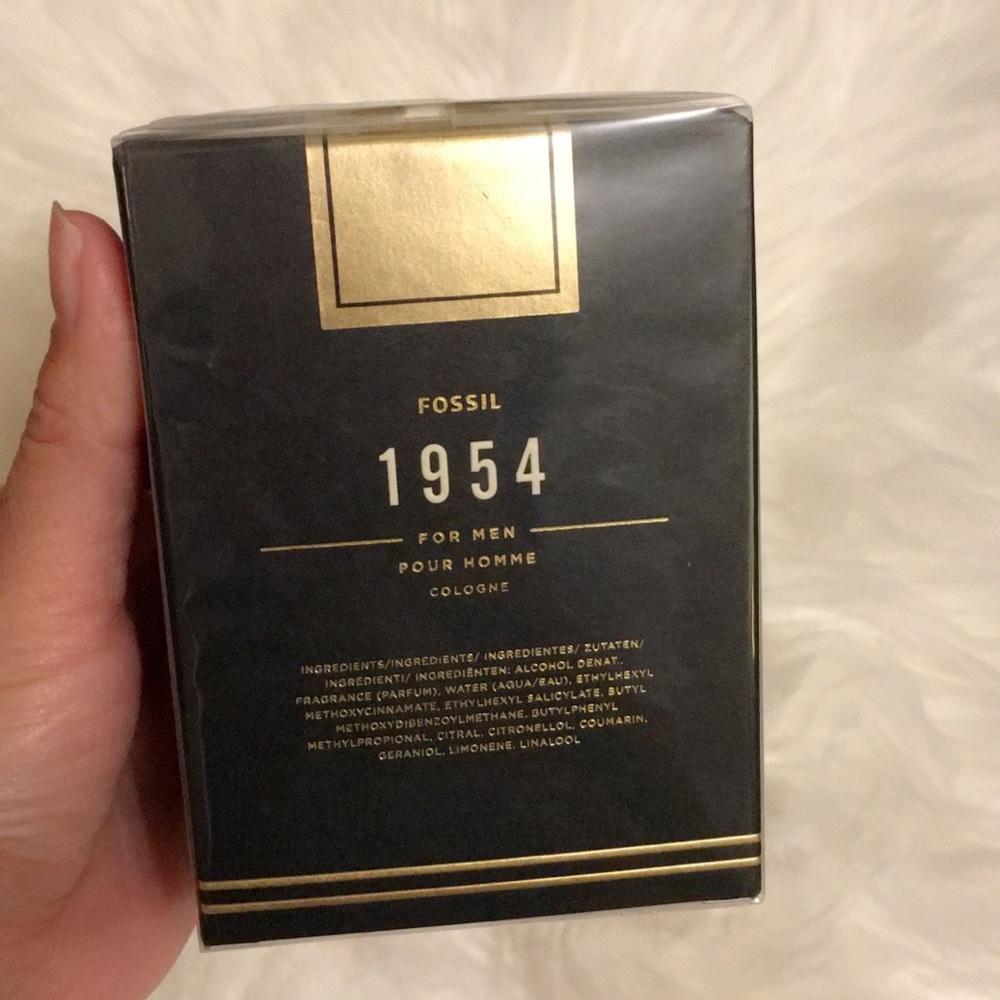 FOSSIL
1954
FOR MEN
POUR HOMME
COLOGNE
INGREDIENTS/INGRÉDIENTS/ INGREDIENTES/ ZUTATEN/
INGREDIENTI/ INGREDIËNTEN: ALCOHOL DENAT.,
FRAGRANCE (PARFUM), WATER (AQUA/EAU), ETHYLHEXYL
METHOXYCINNAMATE, ETHYLHEXYL SALICYLATE, BUTYL
METHOXYDIBENZOYLMETHANE, BUTYLPHENYL
METHYLPROPIONAL, CITRAL, CITRONELLOL, COUMARIN,
GERANIOL, LIMONENE, LINALOOL